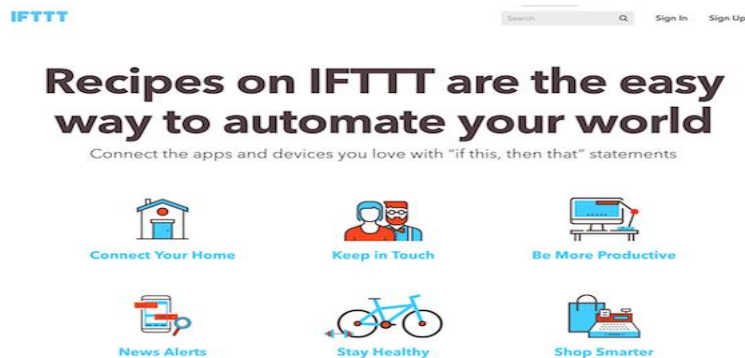 IFTTT
Search
Sign In
Sign Up
Recipes on IFTTT are the easy
way to automate your world
Connect the apps and devices you love with “if this, then that” statements
Connect Your Home
Keep in Touch
Be More Productive
News Alerts
Stay Healthy
Shop Smarter